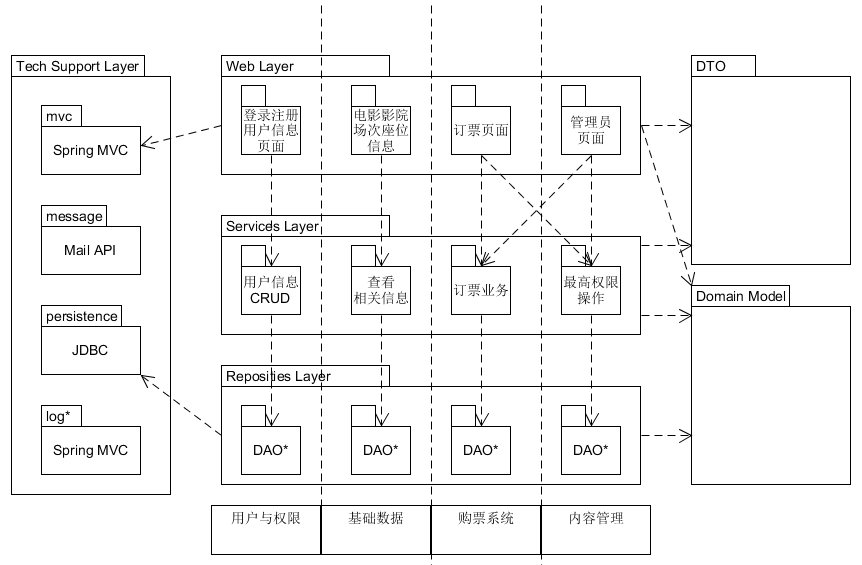 Tech Support Layer
mvc
Spring MVC
message
Mail API
persistence
JDBC
log*
Spring MVC
Web Layer
登录注册
用户信息
页面
电影影院
场次座位
信息
订票页面
管理员
页面
Services Layer
用户信息
CRUD
查看
相关信息
订票业务
最高权限
操作
Reposities Layer
DAO*
DAO*
DAO*
DAO*
用户与权限
基础数据
购票系统
内容管理
DTO
Domain Model